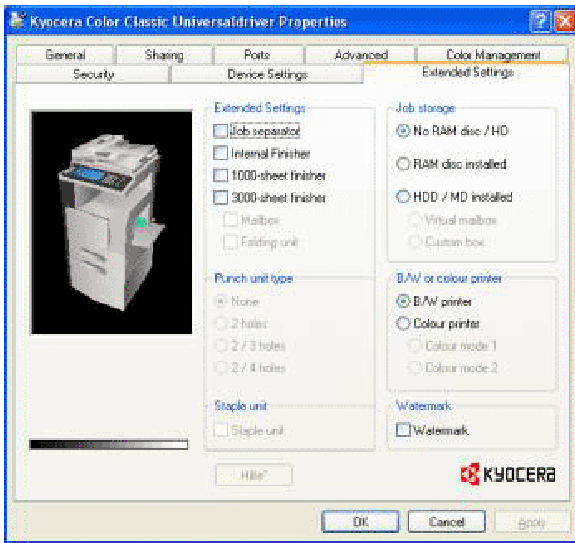 Kyocera Color Classic Universaldriver Properties
General Sharing Ports Advanced Color Management
Security Device Settings Extended Settings
Extended Settings
Job separator
Internal Finisher
1000-sheet finisher
3000-sheet finisher
Mailbox
Folding unit
Punch unit type
None
2 holes
2 / 3 holes
2 / 4 holes
Staple unit
Staple unit
Job storage
No RAM disc / HD
RAM disc installed
HDD / MD installed
Virtual mailbox
Custom box
B/W or colour printer
B/W printer
Colour printer
Colour mode 1
Colour mode 2
Watermark
Watermark
KYOCERA
OK Cancel Apply